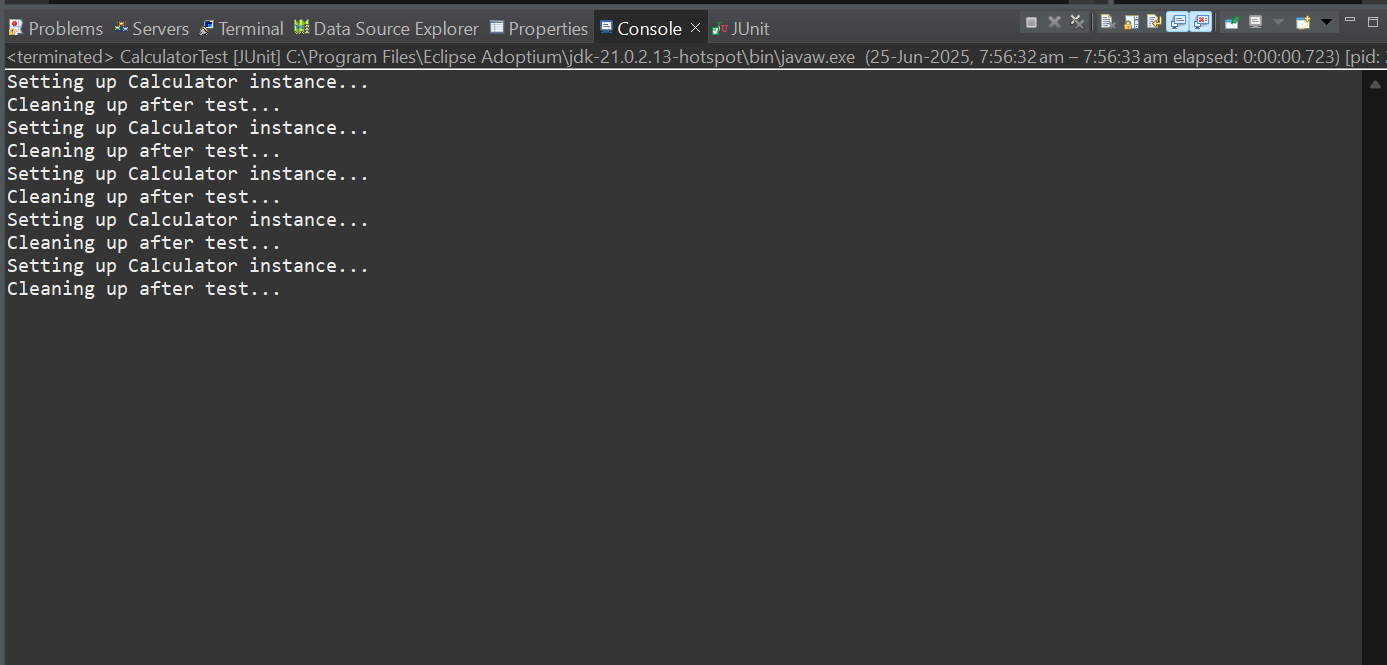 Problems Servers Terminal Data Source Explorer Properties Console JUnit
<terminated> CalculatorTest [JUnit] C:\Program Files\Eclipse Adoptium\jdk-21.0.2.13-hotspot\bin\javaw.exe (25-Jun-2025, 7:56:32 am – 7:56:33 am elapsed: 0:00:00.723) [pid:
Setting up Calculator instance...
Cleaning up after test...
Setting up Calculator instance...
Cleaning up after test...
Setting up Calculator instance...
Cleaning up after test...
Setting up Calculator instance...
Cleaning up after test...
Setting up Calculator instance...
Cleaning up after test...